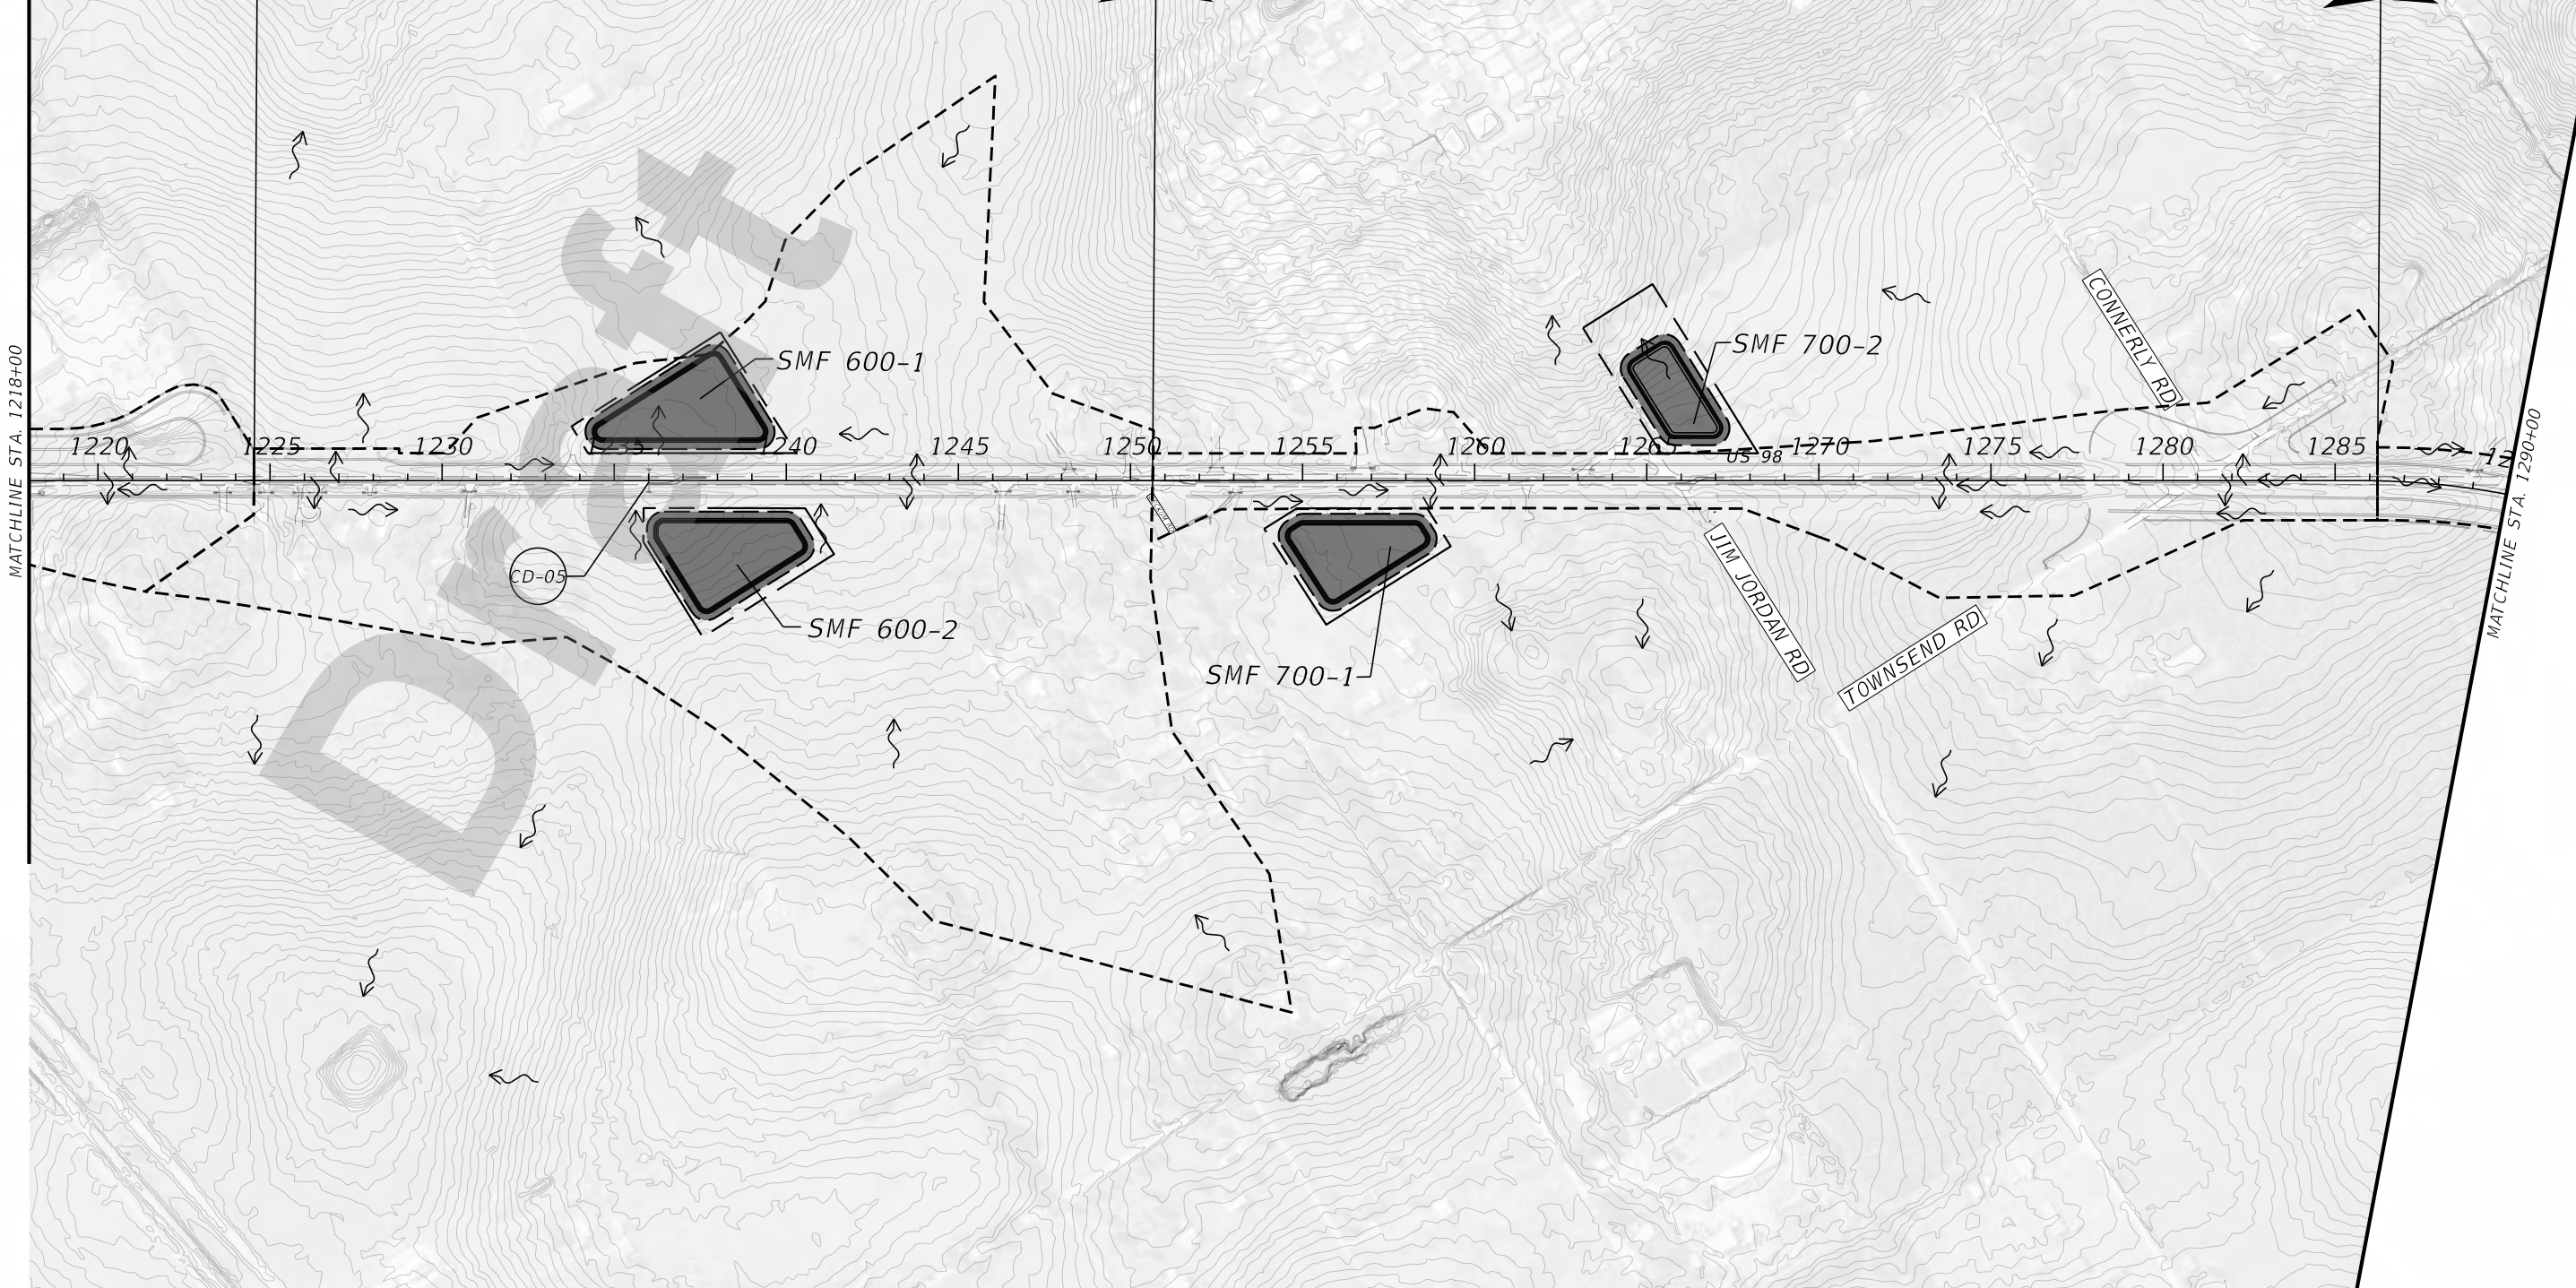 MATCHLINE STA. 1218+00
Draft
CONNERLY RD
SMF 700-2
SMF 600-1
1220 1225 1230 1235 1240 1245 1250 1255 1260 1265 1270 1275 1280 1285
US 98
CD-05
SMF 600-2
SMF 700-1
JIM JORDAN RD
TOWNSEND RD
MATCHLINE STA. 1290+00